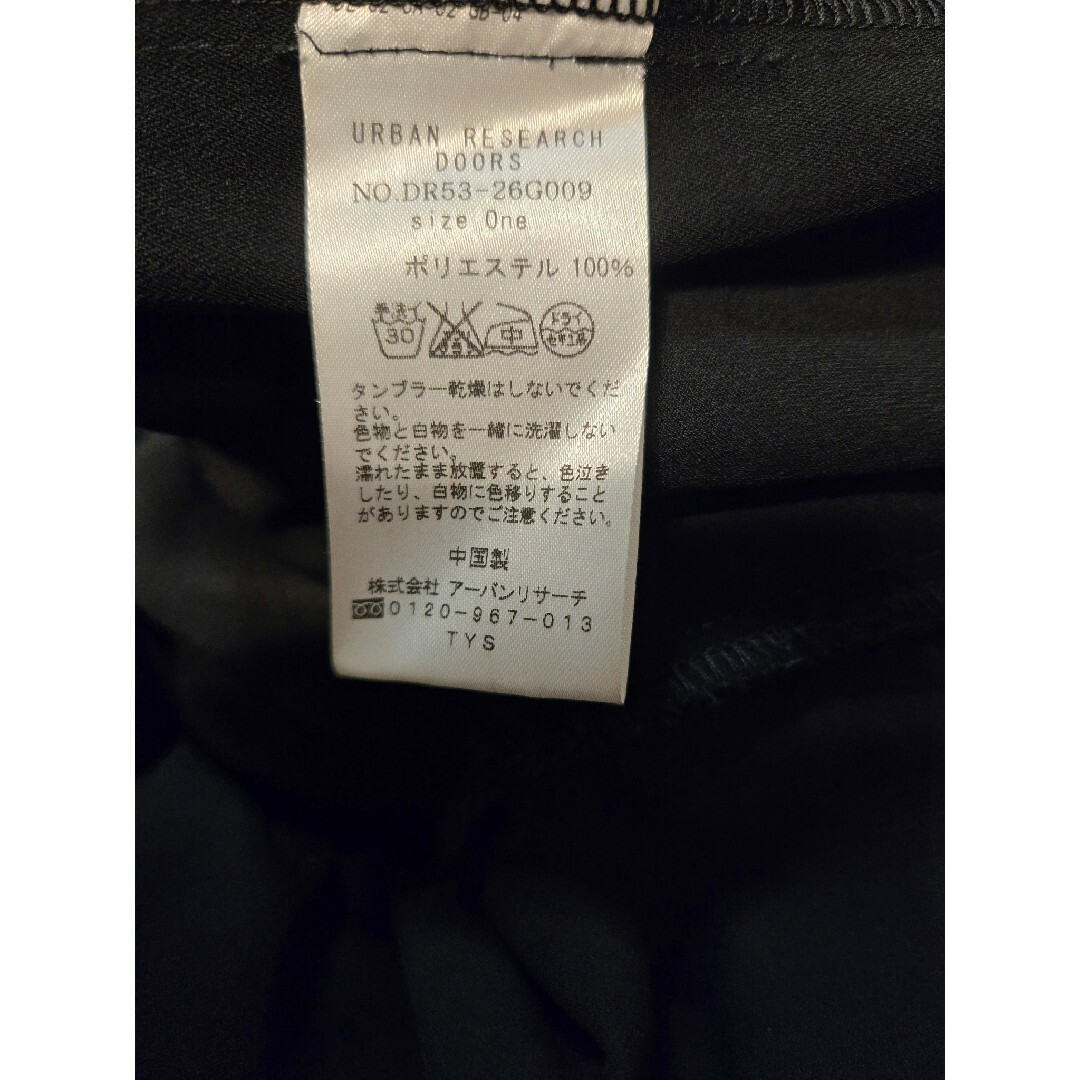 URBAN RESEARCH
DOORS
NO.DR53-26G009
size One
ポリエステル 100%
手洗イ
30
中
ドライ
セキユ系
タンブラー乾燥はしないでくだ
さい。
色物と白物を一緒に洗濯しない
でください。
濡れたまま放置すると、色泣き
したり、白物に色移りすること
がありますのでご注意ください。
中国製
株式会社 アーバンリサーチ
0120-967-013
TYS